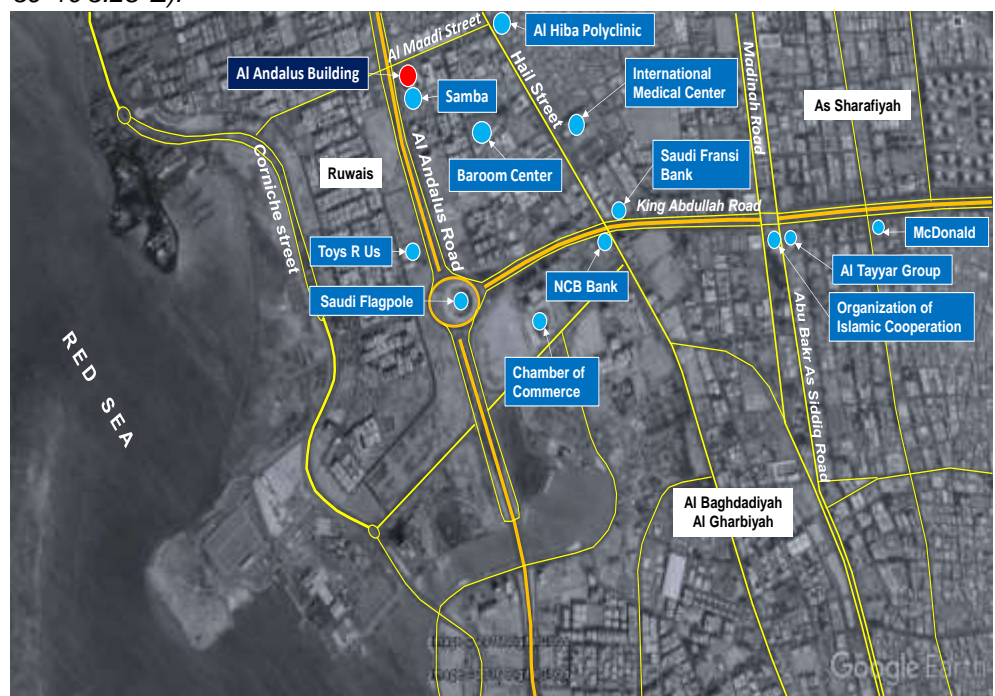 Al Maadi Street
Al Hiba Polyclinic
Al Andalus Building
Samba
Hail Street
International
Medical Center
Madinah Road
As Sharafiyah
Baroom Center
Ruwais
Al Andalus Road
Corniche street
Saudi Fransi
Bank
King Abdullah Road
McDonald
Toys R Us
NCB Bank
Al Tayyar Group
Saudi Flagpole
Organization of
Islamic Cooperation
Abu Bakr As Siddiq Road
RED SEA
Chamber of
Commerce
Al Baghdadiyah
Al Gharbiyah
Google Earth